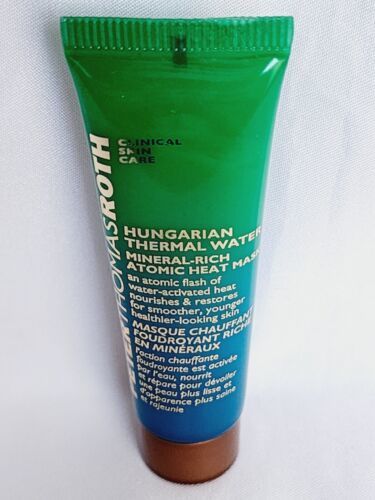 THOMASROTH
CLINICAL
SKIN
CARE
HUNGARIAN
THERMAL WATER
MINERAL-RICH
ATOMIC HEAT MASK
an atomic flash of
water-activated heat
nourishes & restores
for smoother, younger
healthier-looking skin
MASQUE CHAUFFANT
FOUDROYANT RICHE
EN MINÉRAUX
l'action chauffante
foudroyante est activée
par l'eau, nourrit
et répare pour dévoiler
une peau plus lisse et
d'apparence plus saine
et rajeunie